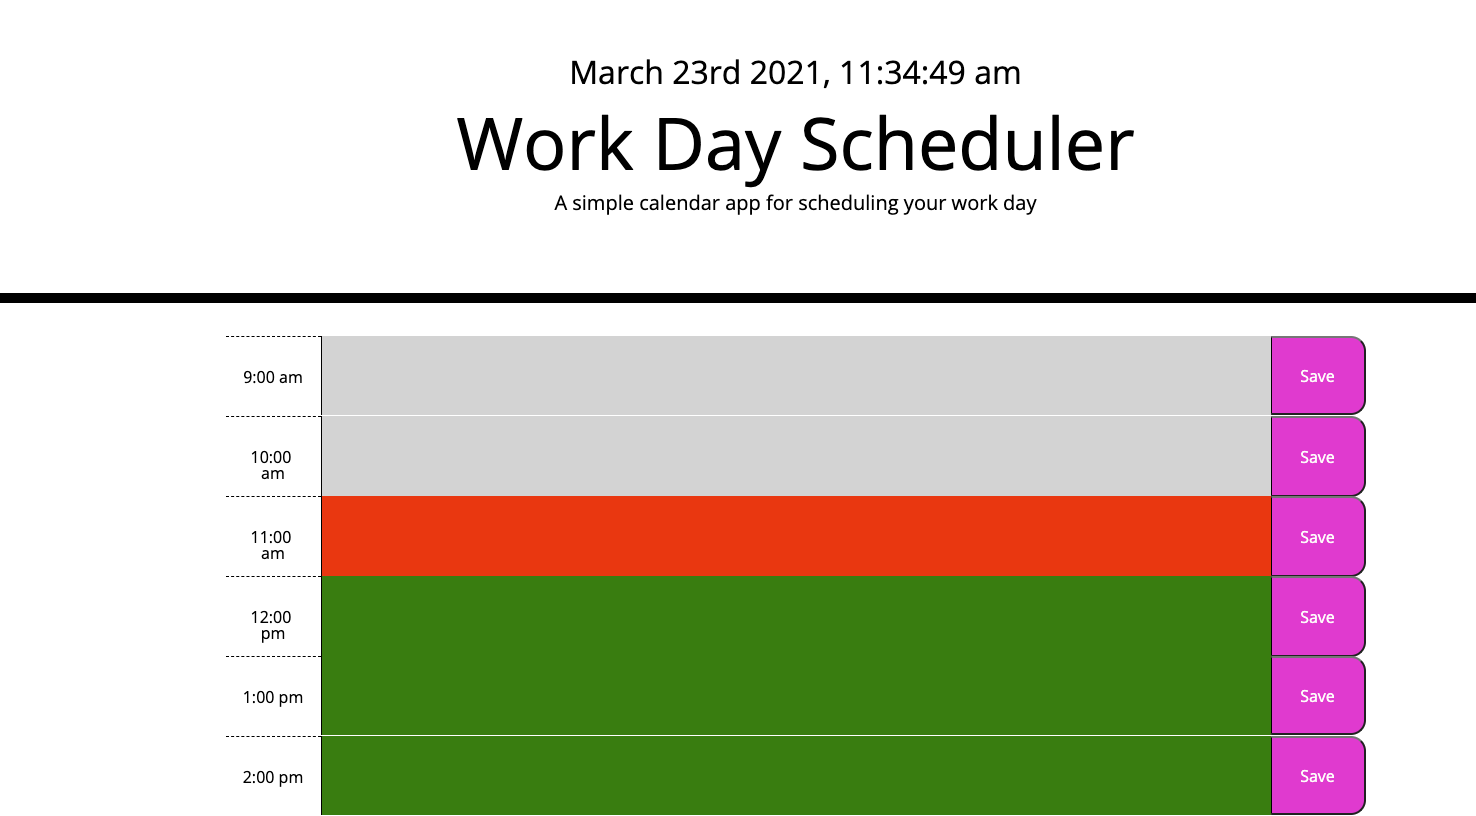 March 23rd 2021, 11:34:49 am
Work Day Scheduler
A simple calendar app for scheduling your work day
9:00 am
Save
10:00
am
Save
11:00
am
Save
12:00
pm
Save
1:00 pm
Save
2:00 pm
Save